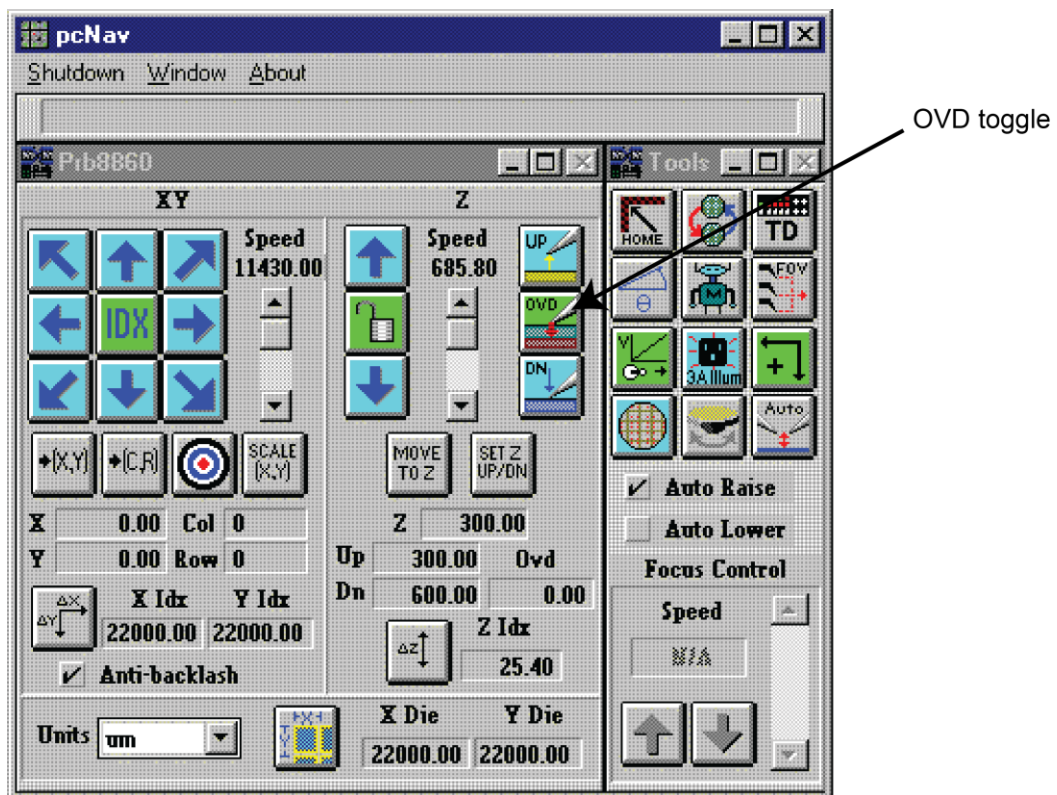 pcNav
Shutdown Window About
OVD toggle
Prb8860
XY
Speed
11430.00
IDX
→(X,Y)
→(C,R)
SCALE (X,Y)
X 0.00 Col 0
Y 0.00 Row 0
ΔX
ΔY
X Idx Y Idx
22000.00 22000.00
Anti-backlash
Z
Speed
685.80
UP
OVD
DN
MOVE TO Z
SET Z UP/DN
Z 300.00
Up 300.00 Ovd
Dn 600.00 0.00
ΔZ
Z Idx
25.40
Units um
X
Y
X Die Y Die
22000.00 22000.00
Tools
HOME
TD
θ
M
FOV
V
3A Illum
+
Auto
Auto Raise
Auto Lower
Focus Control
Speed
N/A